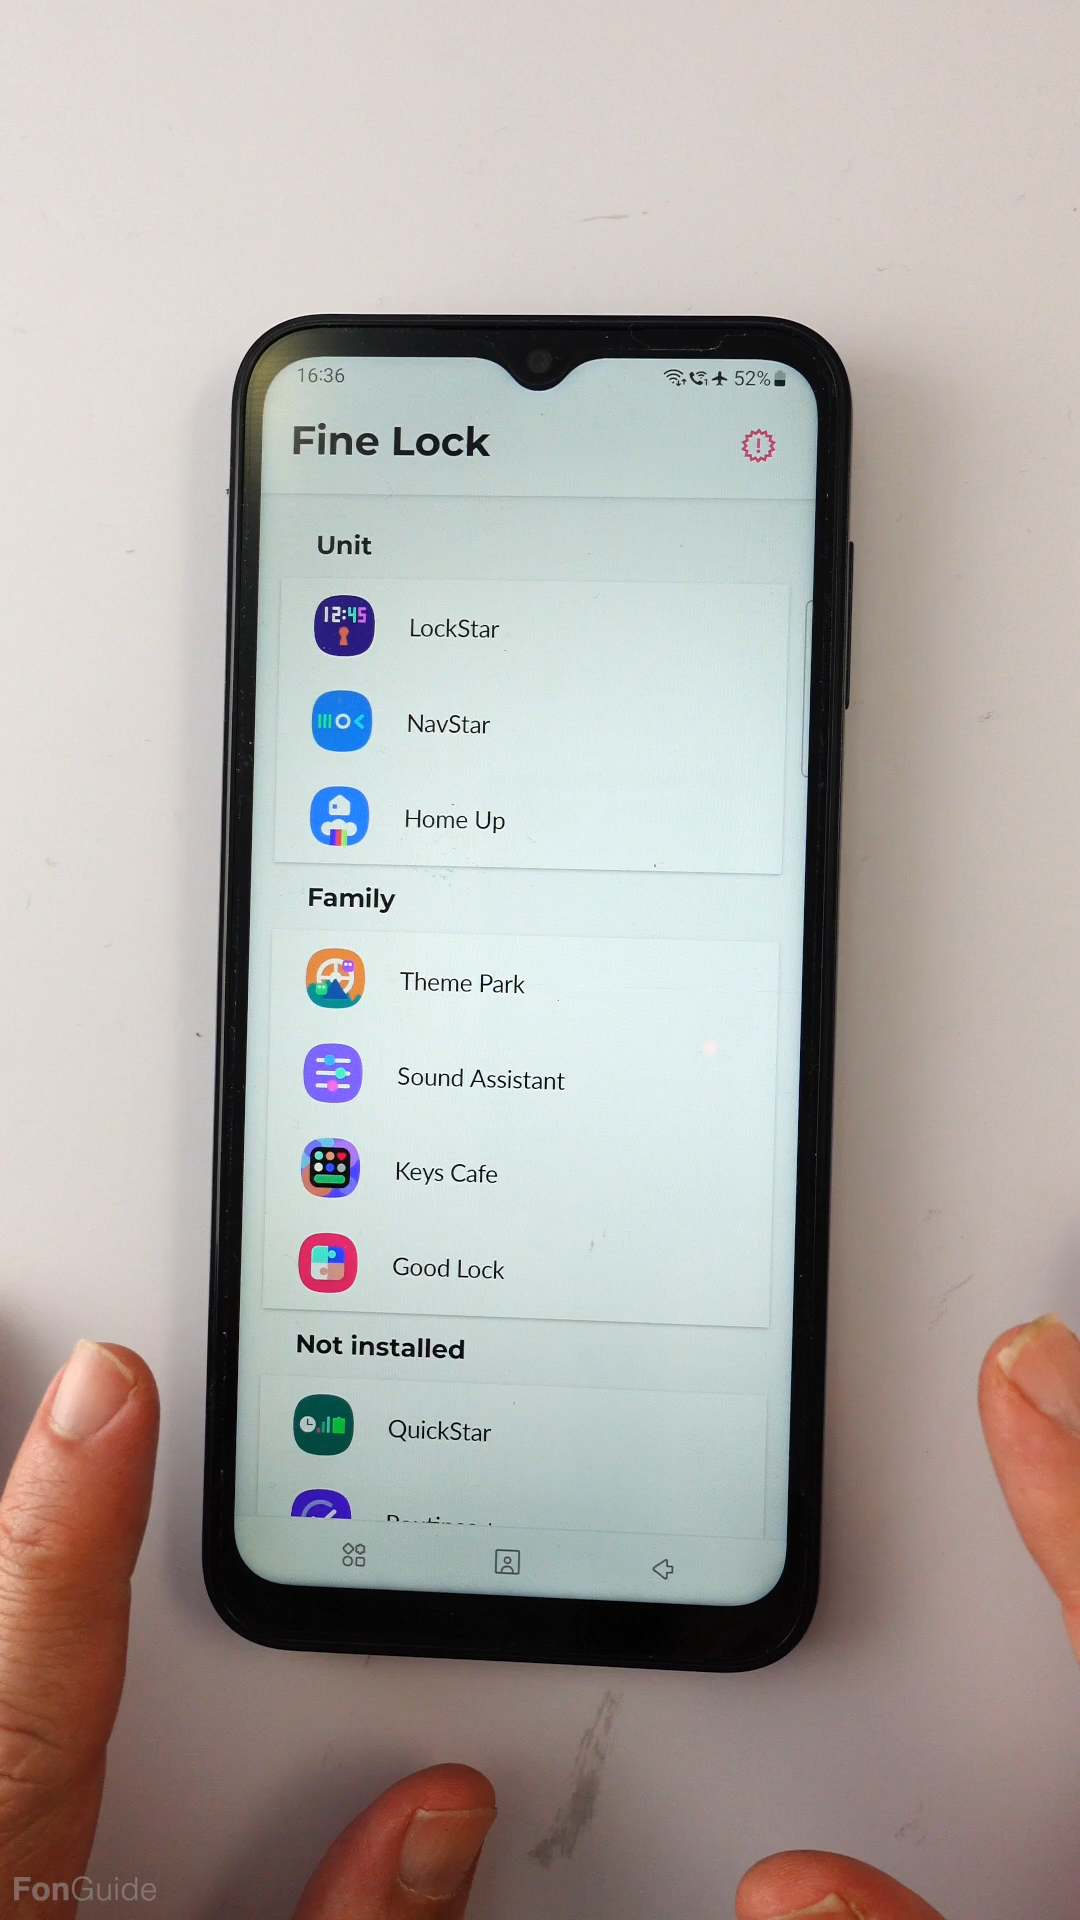 16:36 52%
Fine Lock
Unit
12:45
LockStar
NavStar
Home Up
Family
Theme Park
Sound Assistant
Keys Cafe
Good Lock
Not installed
QuickStar
FonGuide